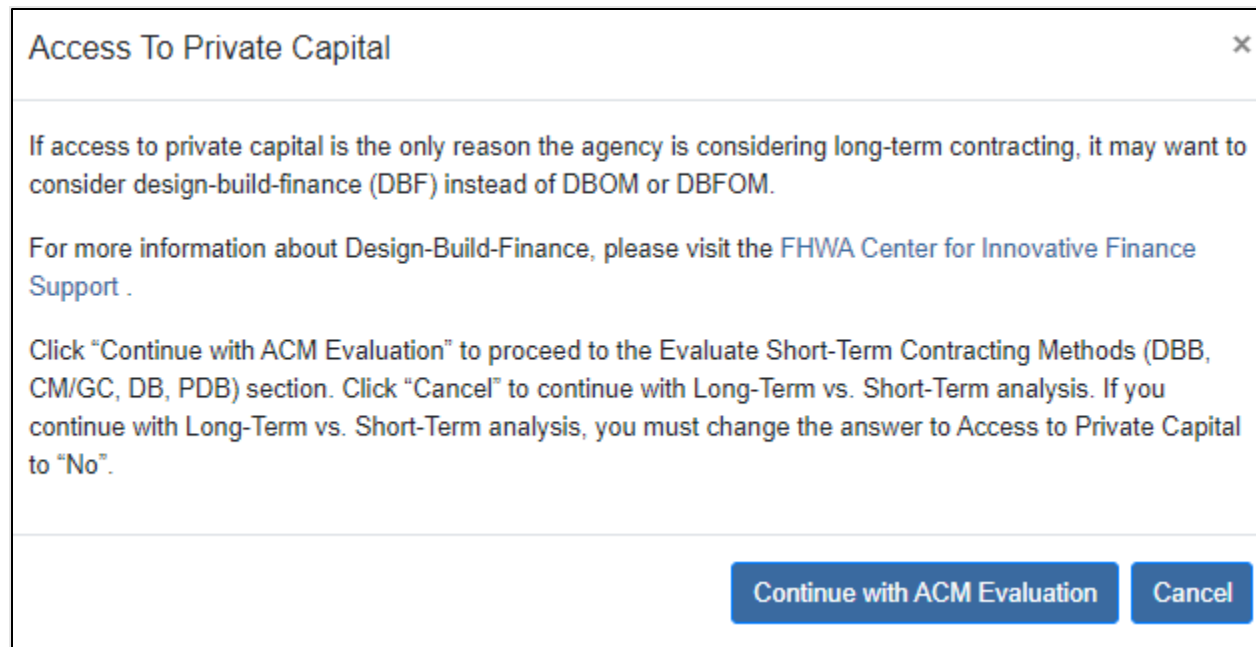 Access To Private Capital ×
If access to private capital is the only reason the agency is considering long-term contracting, it may want to
consider design-build-finance (DBF) instead of DBOM or DBFOM.
For more information about Design-Build-Finance, please visit the FHWA Center for Innovative Finance
Support .
Click “Continue with ACM Evaluation” to proceed to the Evaluate Short-Term Contracting Methods (DBB,
CM/GC, DB, PDB) section. Click “Cancel” to continue with Long-Term vs. Short-Term analysis. If you
continue with Long-Term vs. Short-Term analysis, you must change the answer to Access to Private Capital
to “No”.
Continue with ACM Evaluation Cancel